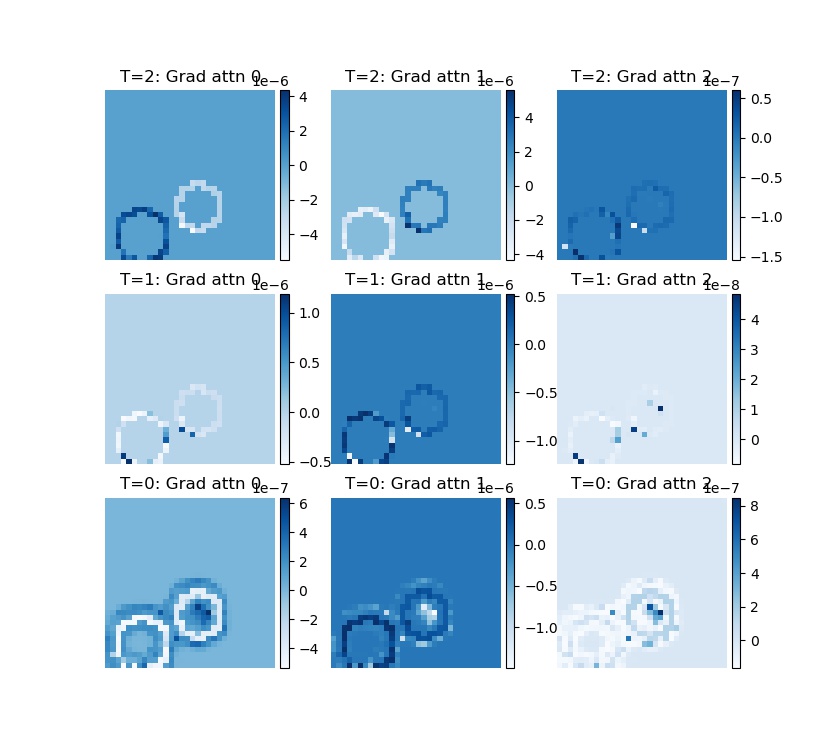 T=2: Grad attn 0
1e−6
T=2: Grad attn 1
1e−6
T=2: Grad attn 2
1e−7
4
2
0
−2
−4
4
2
0
−2
−4
0.5
0.0
−0.5
−1.0
−1.5
T=1: Grad attn 0
1e−6
T=1: Grad attn 1
1e−6
T=1: Grad attn 2
1e−8
1.0
0.5
0.0
−0.5
0.5
0.0
−0.5
−1.0
4
3
2
1
0
T=0: Grad attn 0
1e−7
T=0: Grad attn 1
1e−6
T=0: Grad attn 2
1e−7
6
4
2
0
−2
−4
0.5
0.0
−0.5
−1.0
8
6
4
2
0